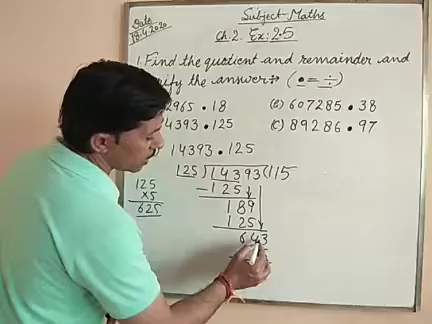 Date
18.4.2020
Subject-Maths
Ch 2. Ex: 2.5
1. Find the quotient and remainder and
the answer:- ( • = ÷ )
2965 • 18
(B) 607285 • 38
4393 • 125
(C) 89286 • 97
14393 • 125
125 ) 14393 ( 115
125
×5
625
- 125
189
125
643